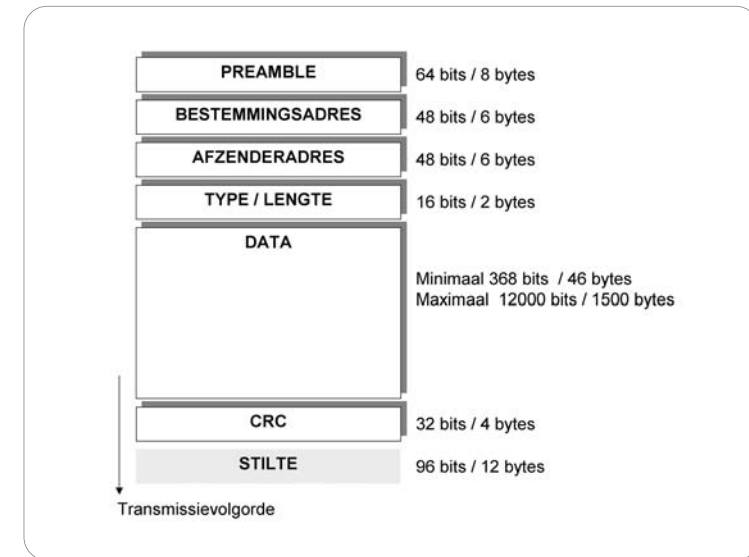 PREAMBLE 64 bits / 8 bytes
BESTEMMINGSADRES 48 bits / 6 bytes
AFZENDERADRES 48 bits / 6 bytes
TYPE / LENGTE 16 bits / 2 bytes
DATA
Minimaal 368 bits / 46 bytes
Maximaal 12000 bits / 1500 bytes
CRC 32 bits / 4 bytes
STILTE 96 bits / 12 bytes
Transmissievolgorde